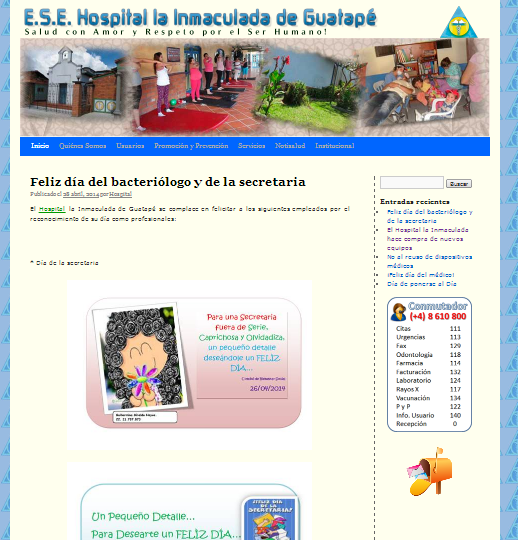 E.S.E. Hospital la Inmaculada de Guatapé
Salud con Amor y Respeto por el Ser Humano!
Inicio Quiénes Somos Usuarios Promoción y Prevención Servicios Notisalud Institucional
Feliz día del bacteriólogo y de la secretaria
Publicado el 28 abril, 2014 por Hospital
El Hospital la Inmaculada de Guatapé se complace en felicitar a los siguientes empleados por el
reconocimiento de su día como profesionales:
* Día de la secretaria
Para una Secretaria
fuera de Serie,
Caprichosa y Olvidadiza,
un pequeño detalle
deseándole un FELÍZ
DÍA...
26/04/2014
Un Pequeño Detalle...
Para Desearte un FELÍZ DÍA...
¡FELIZ DÍA
DE LA
SECRETARIA!
Buscar
Entradas recientes
Feliz día del bacteriólogo y
de la secretaria
El Hospital la Inmaculada
hace compra de nuevos
equipos
No al reuso de dispositivos
médicos
¡Feliz día del médico!
Día de ponerse al Día
Conmutador
(+4) 8 610 800
Citas 111
Urgencias 113
Fax 129
Odontología 118
Farmacia 114
Facturación 132
Laboratorio 124
Rayos X 117
Vacunación 134
P y P 122
Info. Usuario 140
Recepción 0